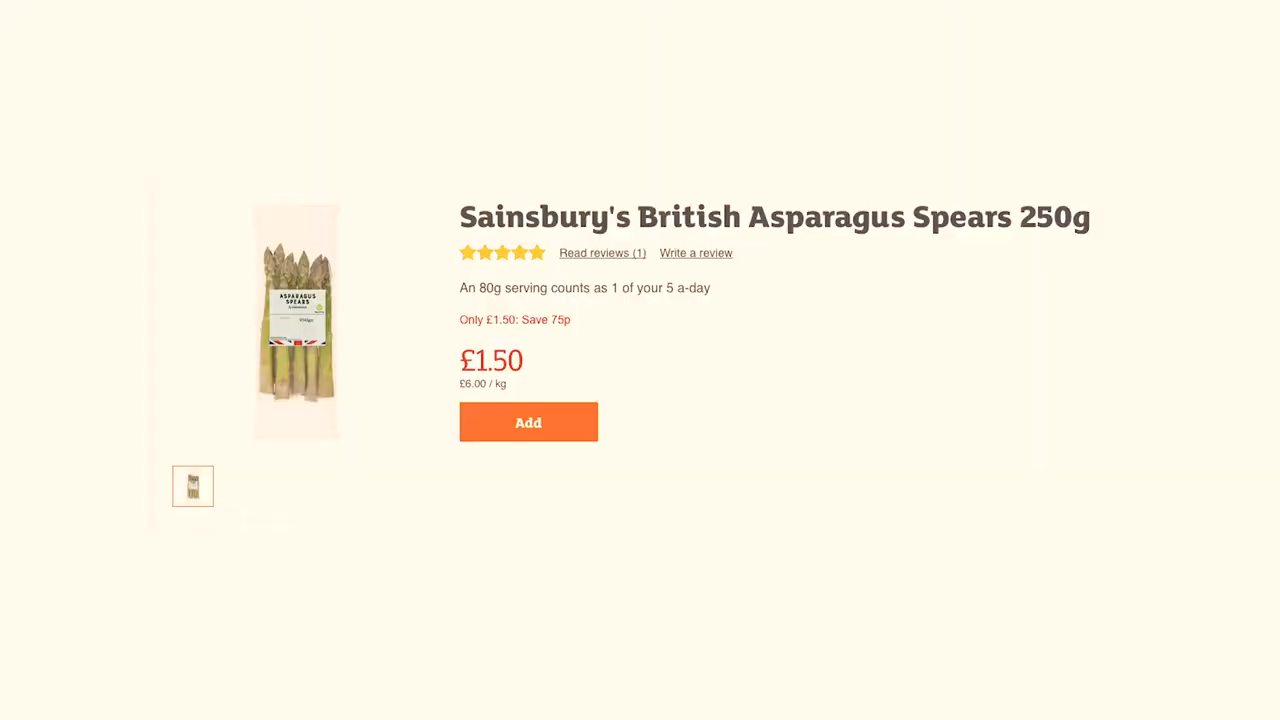 Sainsbury's British Asparagus Spears 250g
Read reviews (1) Write a review
An 80g serving counts as 1 of your 5 a-day
Only £1.50: Save 75p
£1.50
£6.00 / kg
Add
ASPARAGUS
SPEARS